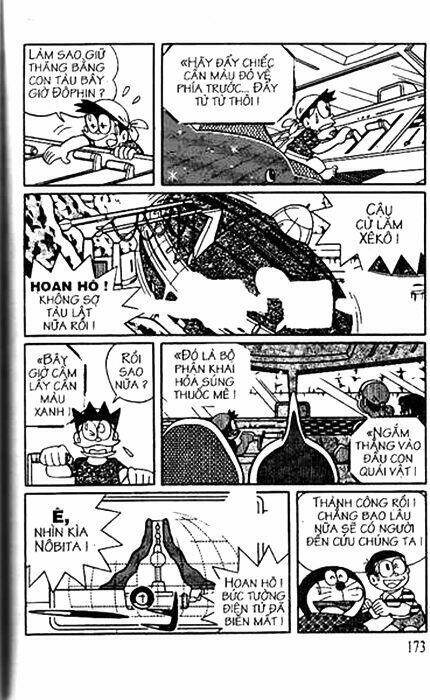 LÀM SAO GIỮ
THĂNG BẰNG
CON TÀU BÂY
GIỜ ĐÔPHIN ?
«HÃY ĐẨY CHIẾC
CẦN MÀU ĐỎ VỀ
PHÍA TRƯỚC... ĐẨY
TỪ TỪ THÔI !
CẬU
CỪ LẮM
XÊKÔ !
HOAN HÔ !
KHÔNG SỢ
TÀU LẬT
NỮA RỒI !
«BÂY
GIỜ CẦM
LẤY CẦN
MÀU
XANH !
RỒI
SAO
NỮA ?
«ĐÓ LÀ BỘ
PHẬN KHAI
HỎA SÚNG
THUỐC MÊ !
«NGẮM
THẲNG VÀO
ĐẦU CON
QUÁI VẬT !
Ê,
NHÌN KÌA
NÔBITA !
HOAN HÔ !
BỨC TƯỜNG
ĐIỆN TỪ ĐÃ
BIẾN MẤT !
THÀNH CÔNG RỒI !
CHẲNG BAO LÂU
NỮA SẼ CÓ NGƯỜI
ĐẾN CỨU CHÚNG TA !
173